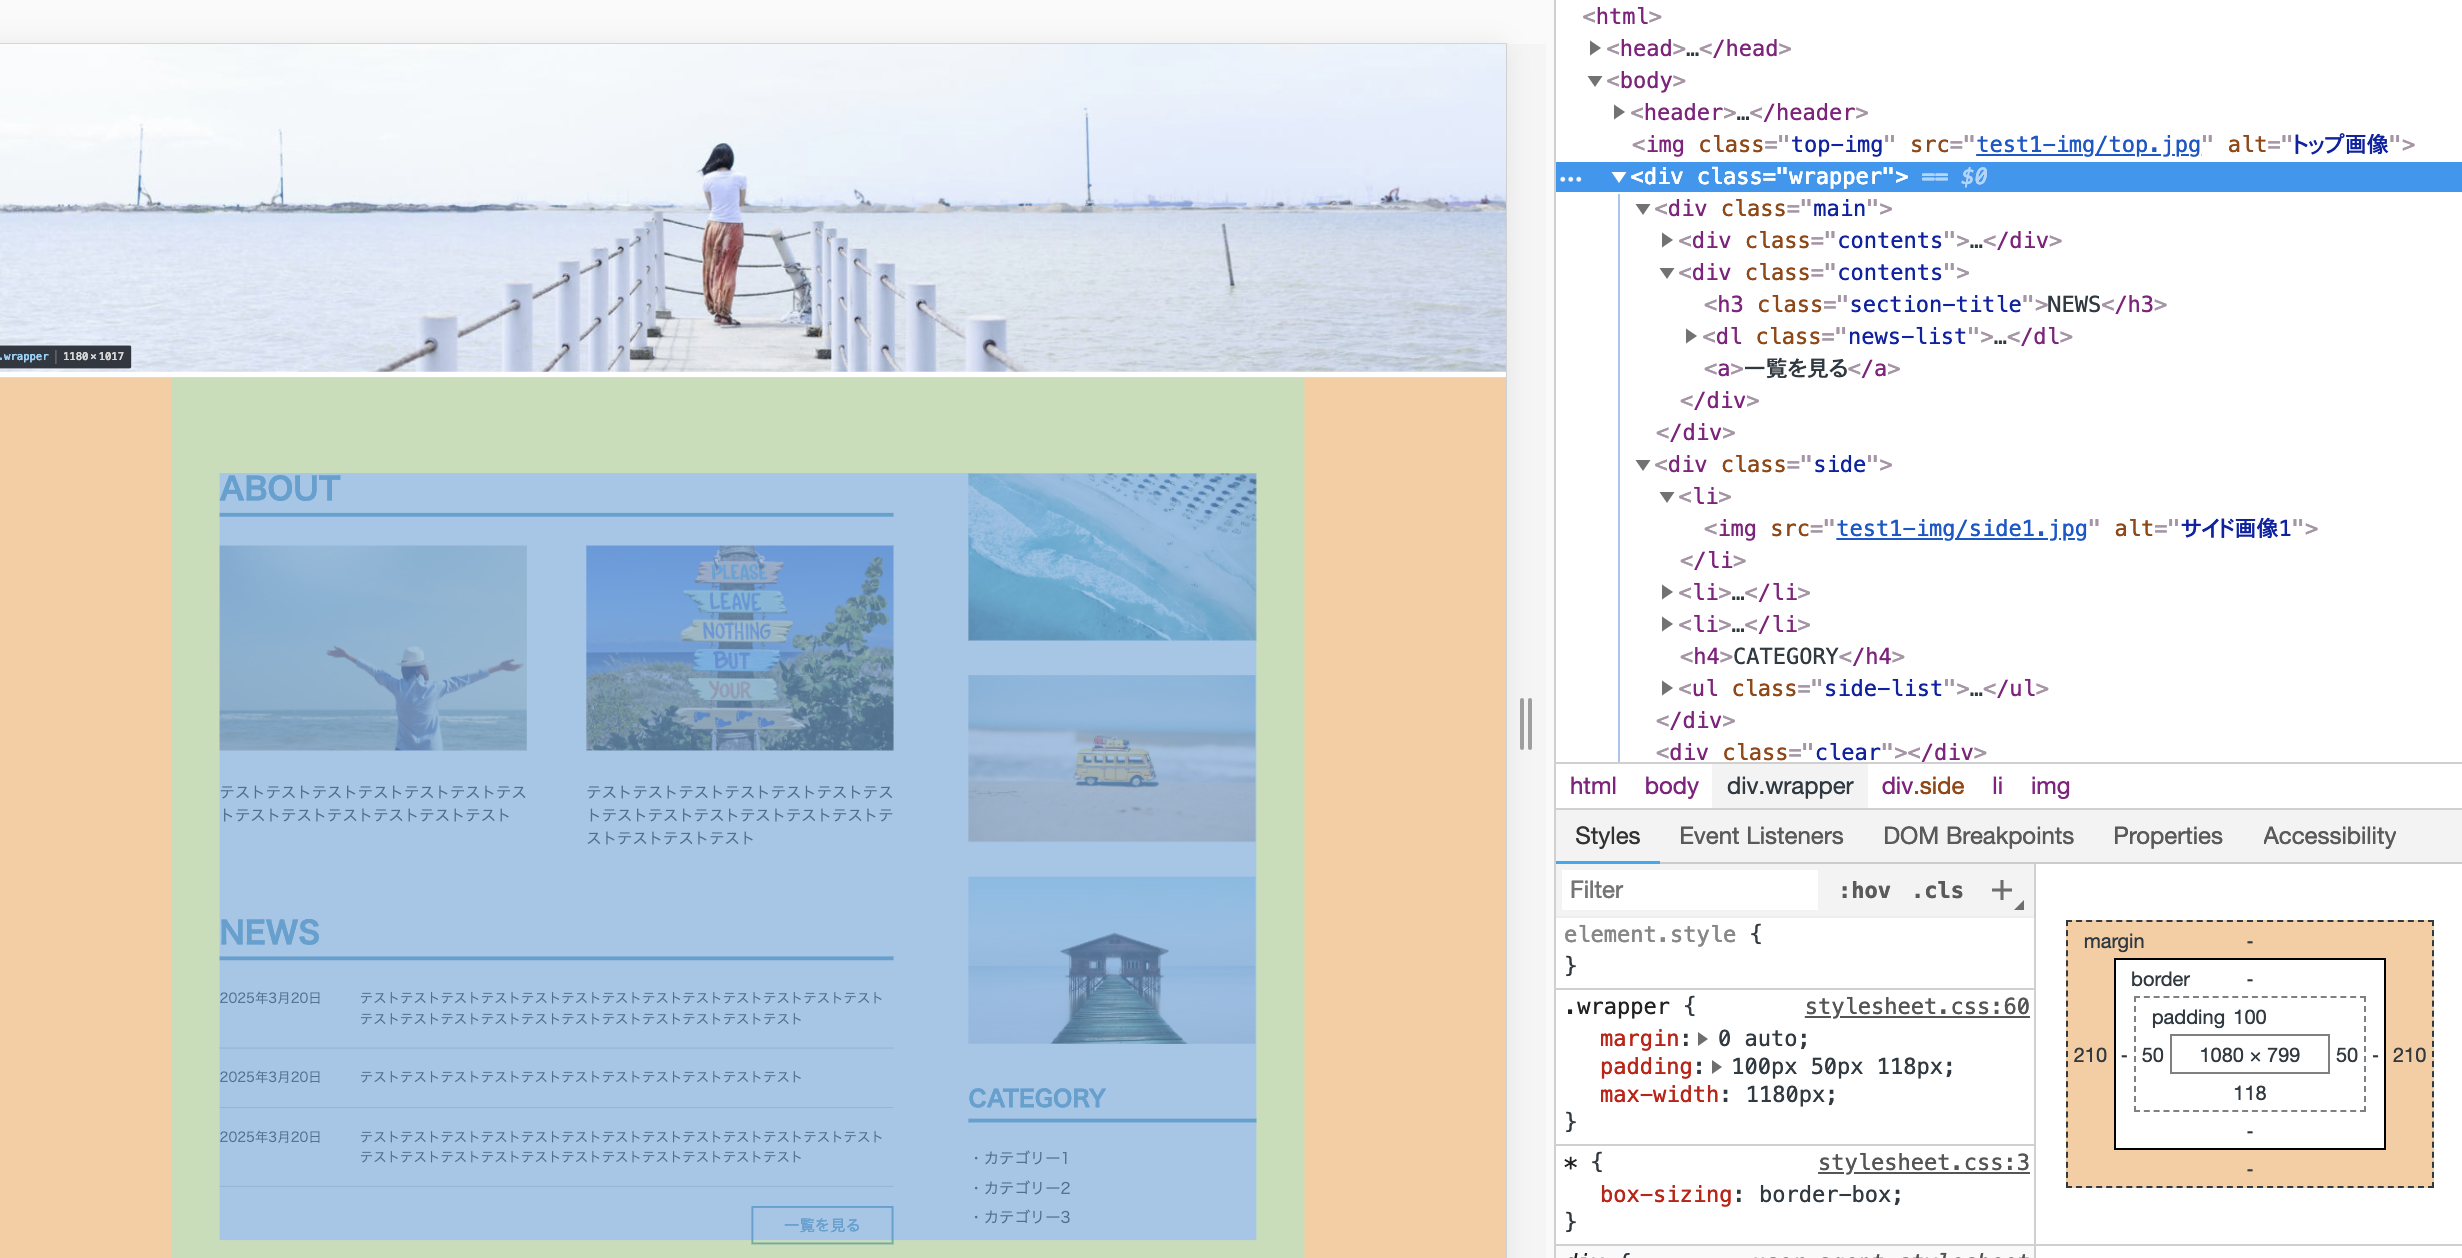 .wrapper 1180×1017
ABOUT
PLEASE
LEAVE
NOTHING
BUT
YOUR
テストテストテストテストテストテストテス
トテストテストテストテストテストテスト
テストテストテストテストテストテストテス
トテストテストテストテストテストテストテ
ストテストテストテスト
NEWS
2025年3月20日 テストテストテストテストテストテストテストテストテストテストテストテストテスト
テストテストテストテストテストテストテストテストテストテストテスト
2025年3月20日 テストテストテストテストテストテストテストテストテストテストテスト
2025年3月20日 テストテストテストテストテストテストテストテストテストテストテストテストテスト
テストテストテストテストテストテストテストテストテストテストテスト
一覧を見る
CATEGORY
・カテゴリー1
・カテゴリー2
・カテゴリー3
<html>
<head>…</head>
<body>
<header>…</header>
<img class="top-img" src="test1-img/top.jpg" alt="トップ画像">
… <div class="wrapper"> == $0
<div class="main">
<div class="contents">…</div>
<div class="contents">
<h3 class="section-title">NEWS</h3>
<dl class="news-list">…</dl>
<a>一覧を見る</a>
</div>
</div>
<div class="side">
<li>
<img src="test1-img/side1.jpg" alt="サイド画像1">
</li>
<li>…</li>
<li>…</li>
<h4>CATEGORY</h4>
<ul class="side-list">…</ul>
</div>
<div class="clear"></div>
html body div.wrapper div.side li img
Styles Event Listeners DOM Breakpoints Properties Accessibility
Filter :hov .cls +
element.style {
}
.wrapper { stylesheet.css:60
margin: 0 auto;
padding: 100px 50px 118px;
max-width: 1180px;
}
* { stylesheet.css:3
box-sizing: border-box;
}
div { user agent stylesheet
margin -
border -
padding 100
210 - 50 1080 × 799 50 - 210
118
-
-